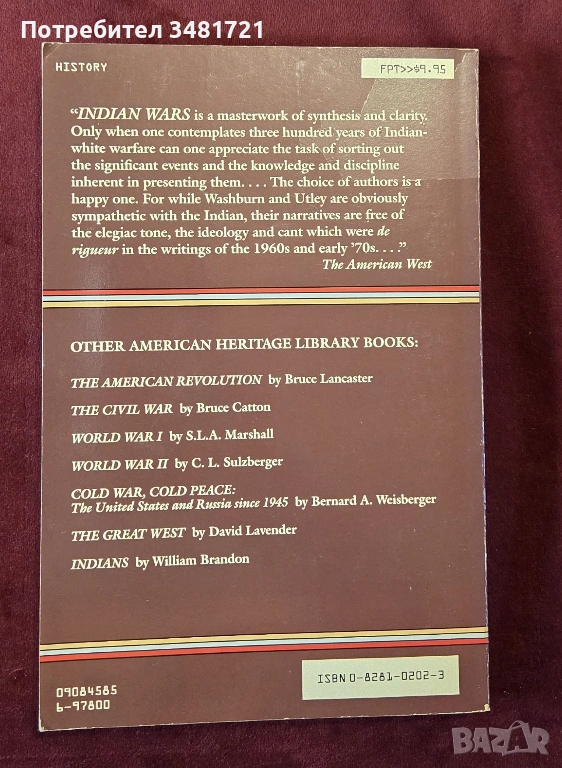 Потребител 3481721
HISTORY
FPT>>$9.95
“INDIAN WARS is a masterwork of synthesis and clarity.
Only when one contemplates three hundred years of Indian-
white warfare can one appreciate the task of sorting out
the significant events and the knowledge and discipline
inherent in presenting them. . . . The choice of authors is a
happy one. For while Washburn and Utley are obviously
sympathetic with the Indian, their narratives are free of
the elegiac tone, the ideology and cant which were de
rigueur in the writings of the 1960s and early ’70s. . . .”
The American West
OTHER AMERICAN HERITAGE LIBRARY BOOKS:
THE AMERICAN REVOLUTION by Bruce Lancaster
THE CIVIL WAR by Bruce Catton
WORLD WAR I by S.L.A. Marshall
WORLD WAR II by C. L. Sulzberger
COLD WAR, COLD PEACE:
The United States and Russia since 1945 by Bernard A. Weisberger
THE GREAT WEST by David Lavender
INDIANS by William Brandon
ISBN 0-8281-0202-3
09084585
6-97800
BAZAR